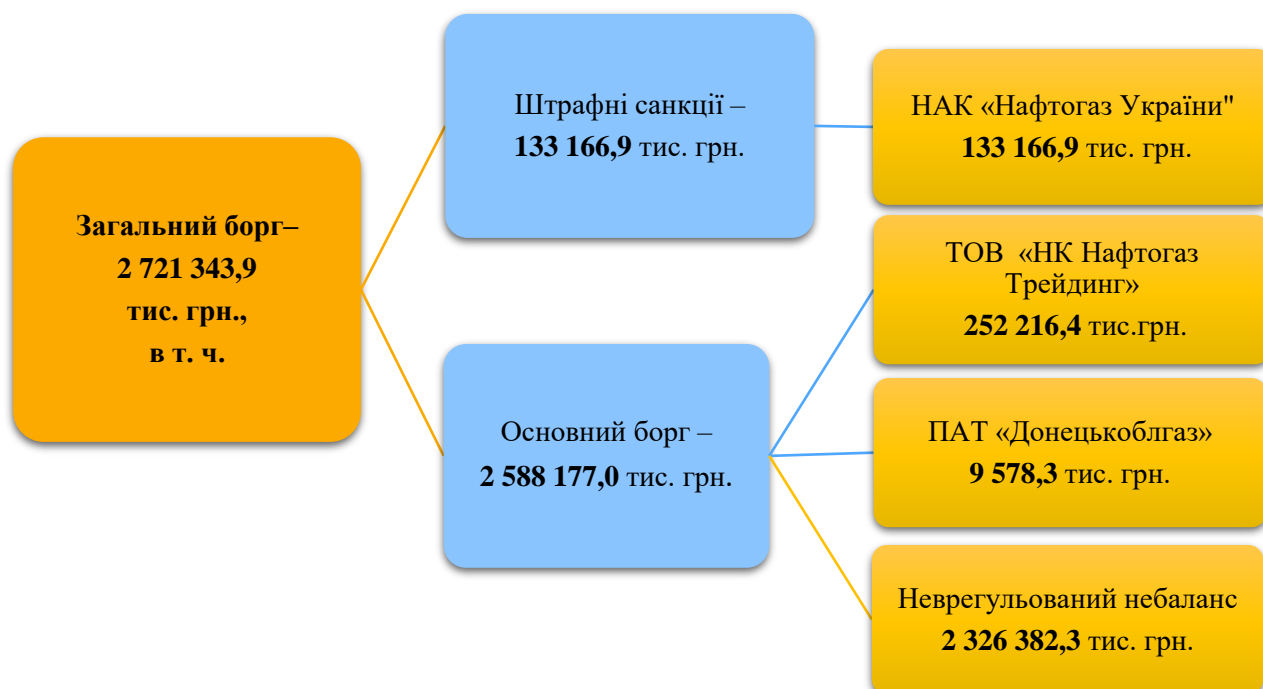 Загальний борг–
2 721 343,9
тис. грн.,
в т. ч.
Штрафні санкції –
133 166,9 тис. грн.
НАК «Нафтогаз України"
133 166,9 тис. грн.
Основний борг –
2 588 177,0 тис. грн.
ТОВ «НК Нафтогаз
Трейдинг»
252 216,4 тис.грн.
ПАТ «Донецькоблгаз»
9 578,3 тис. грн.
Неврегульований небаланс
2 326 382,3 тис. грн.